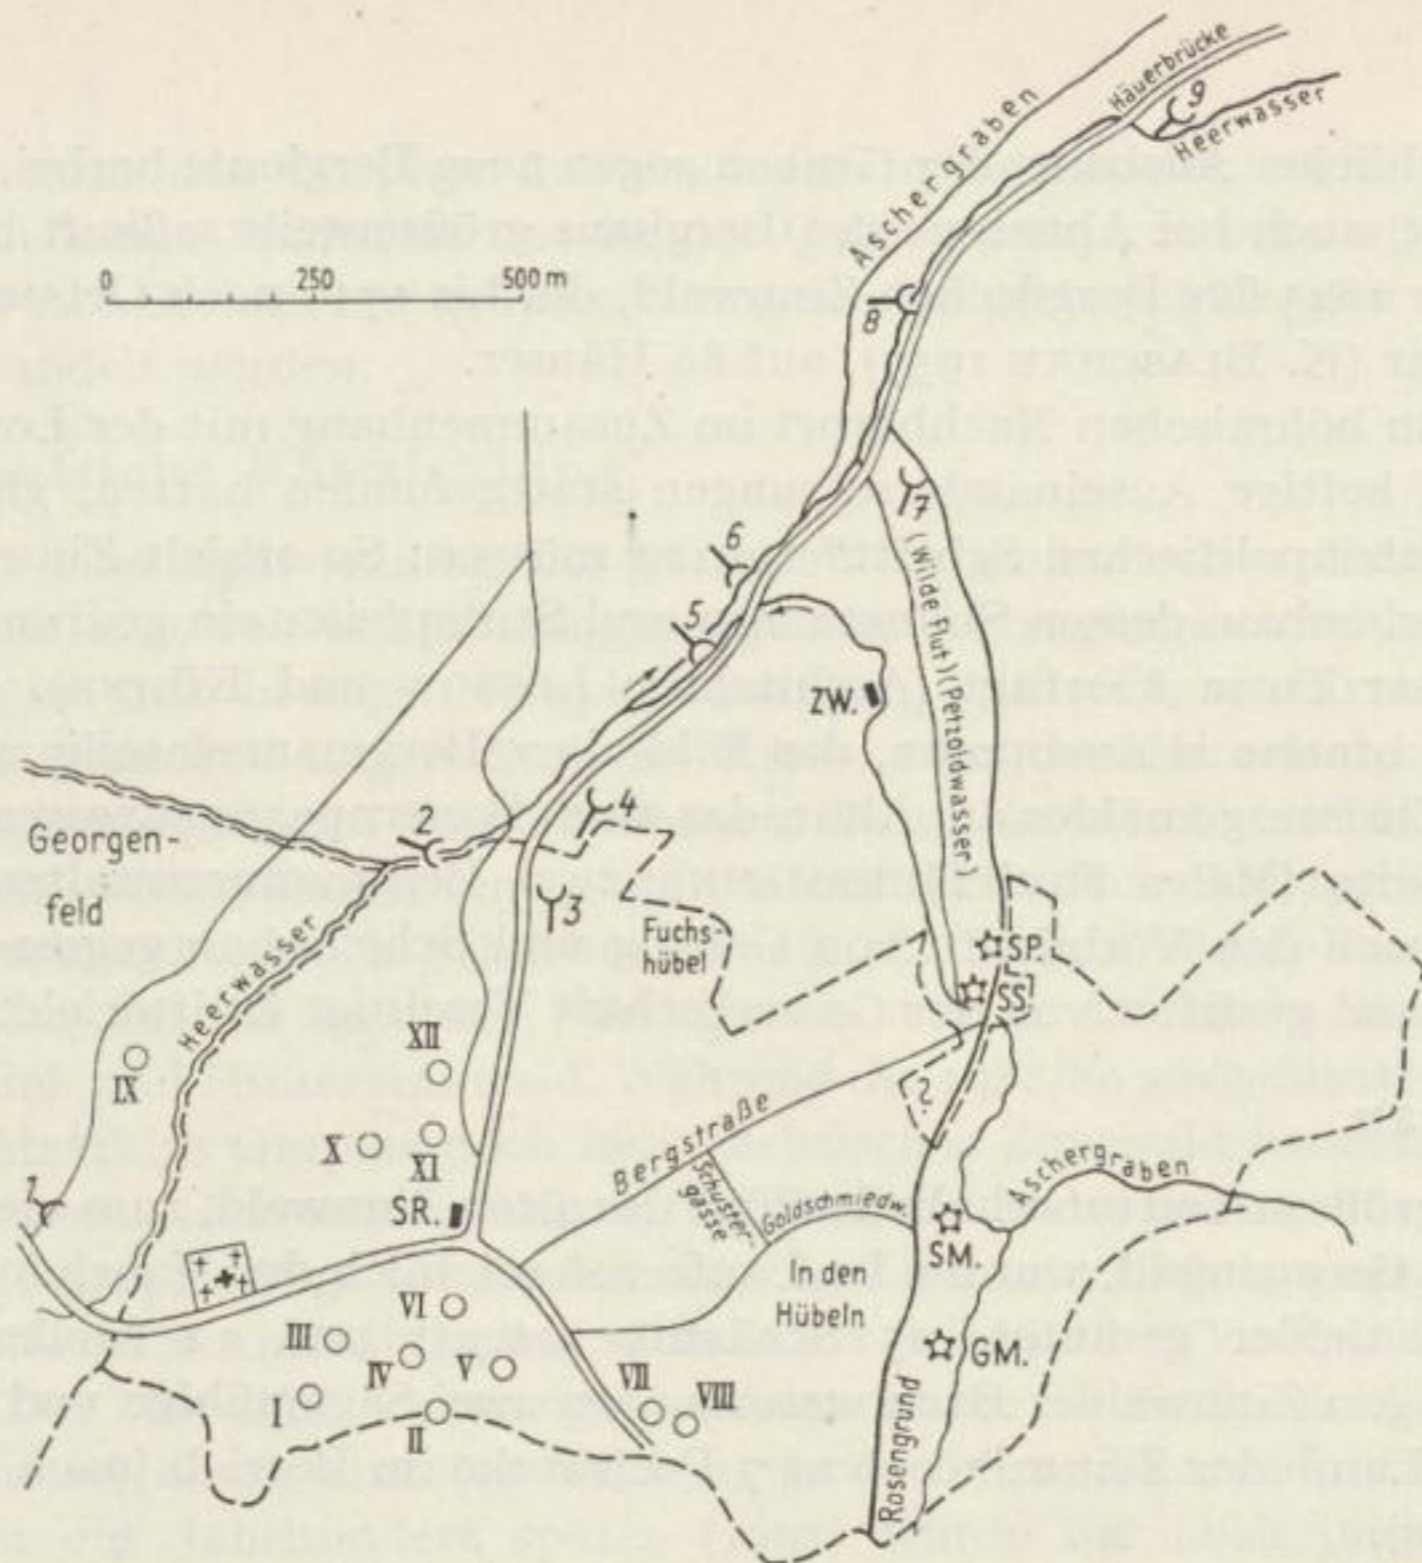 Häuerbrücke
9
Heerwasser
Aschergraben
0 250 500 m
8
7
(Wilde Flut) (Petzoldwasser)
6
5
ZW.
2
4
Georgen-
feld
3
Fuchs-
hübel
Heerwasser
SP.
SS.
XII
IX
?
X
XI
Bergstraße
Schuster-
gasse
Goldschmiedw.
Aschergraben
1
SR.
SM.
In den
Hübeln
VI
III
IV
V
GM.
VII
VIII
I
II
Rosengrund